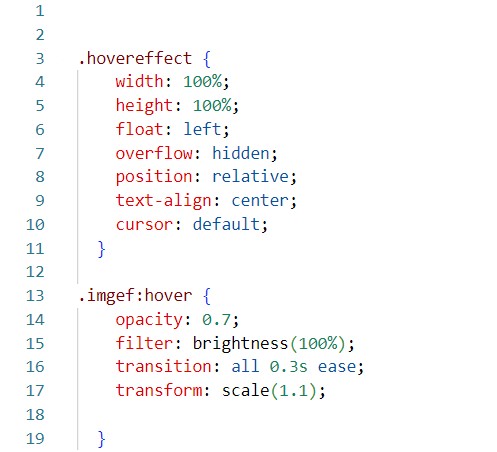 1
2
3 .hovereffect {
4 width: 100%;
5 height: 100%;
6 float: left;
7 overflow: hidden;
8 position: relative;
9 text-align: center;
10 cursor: default;
11 }
12
13 .imgef:hover {
14 opacity: 0.7;
15 filter: brightness(100%);
16 transition: all 0.3s ease;
17 transform: scale(1.1);
18
19 }